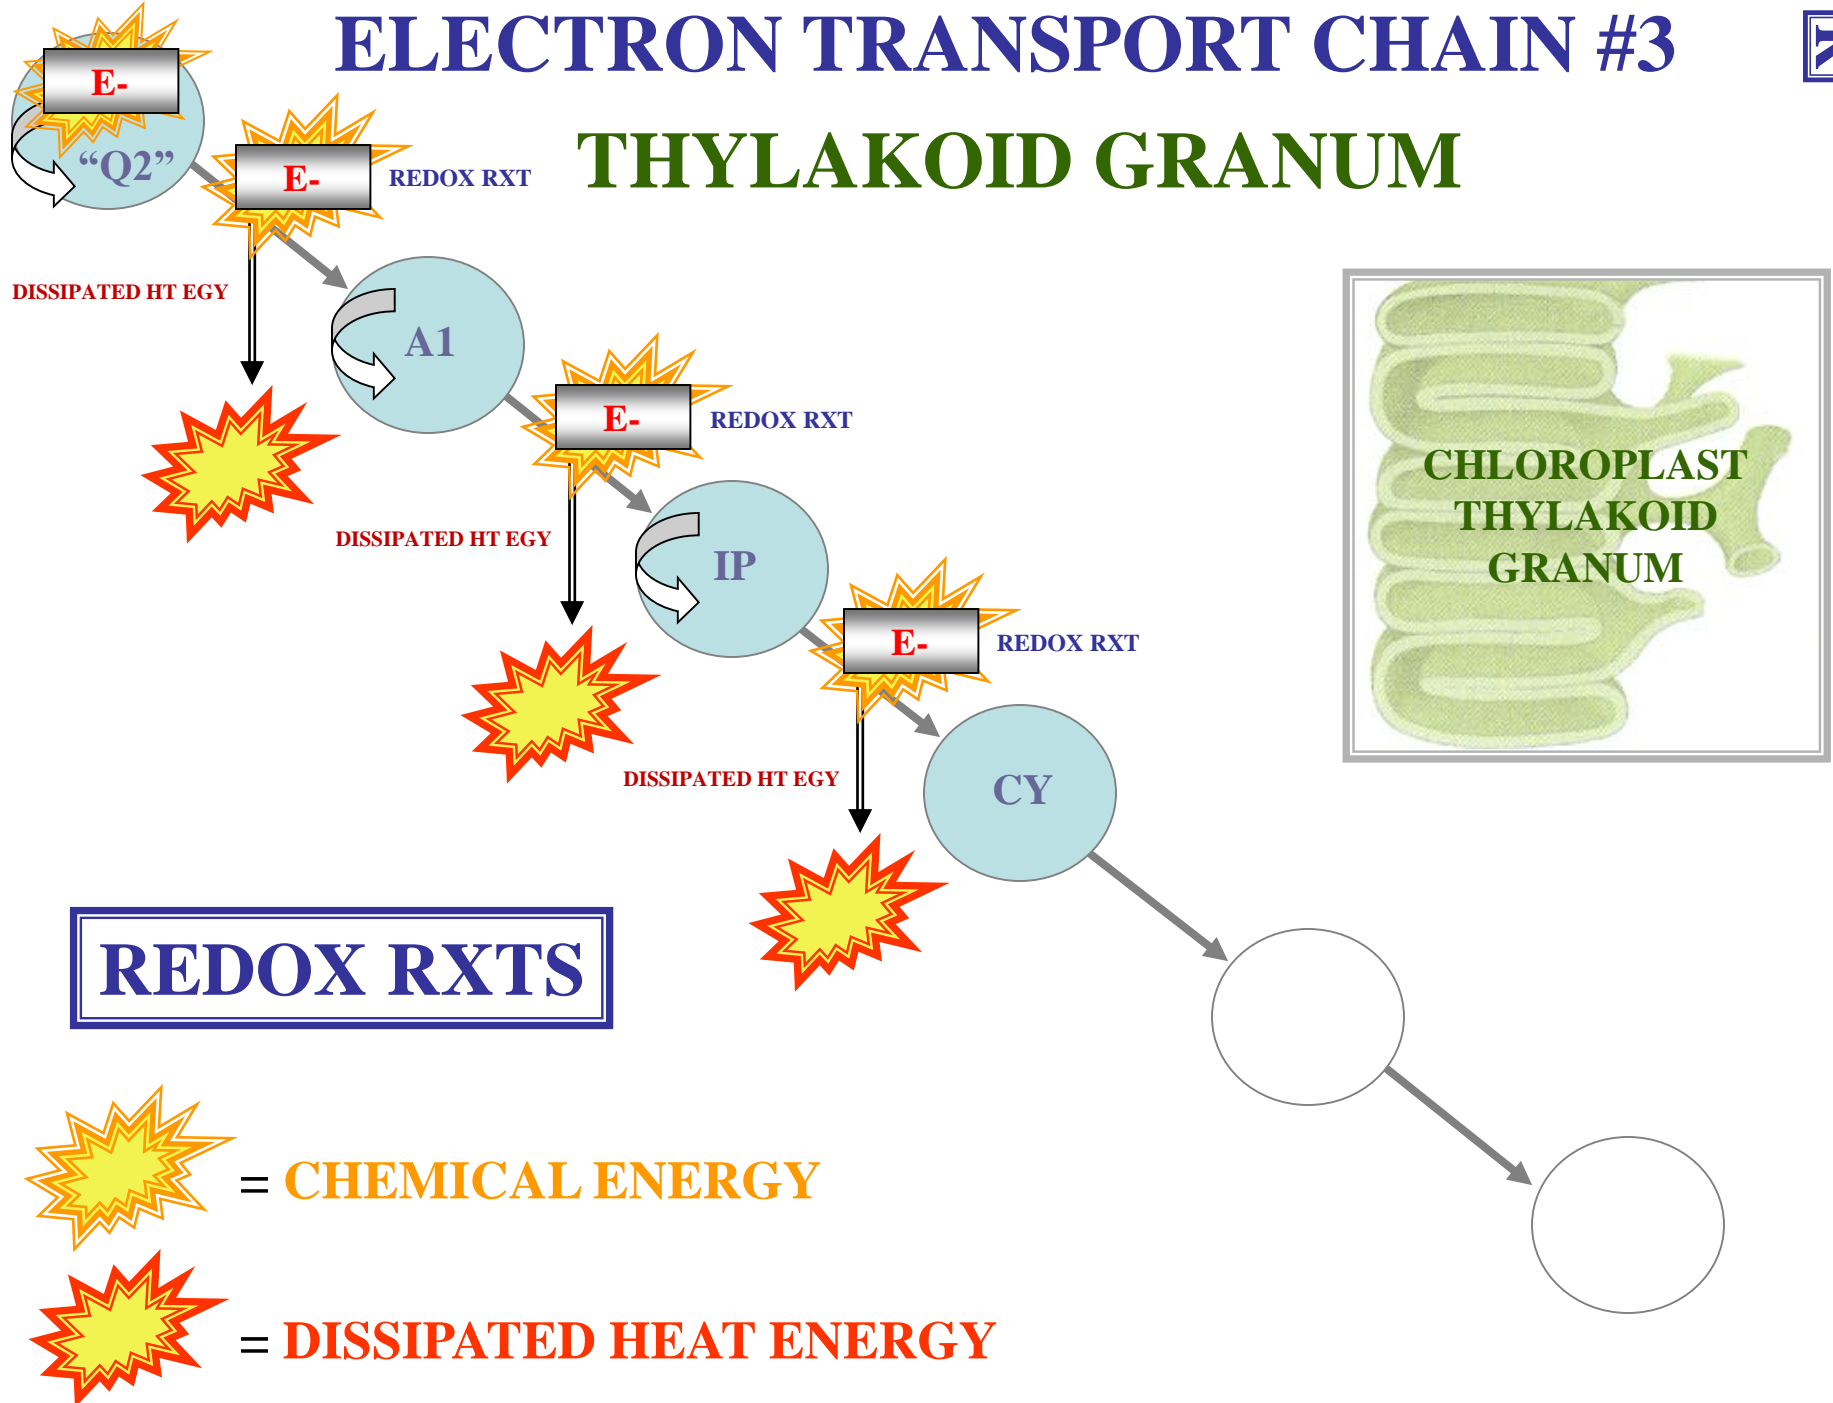 ELECTRON TRANSPORT CHAIN #3
THYLAKOID GRANUM
E-
“Q2”
E-
REDOX RXT
DISSIPATED HT EGY
A1
E-
REDOX RXT
DISSIPATED HT EGY
IP
E-
REDOX RXT
DISSIPATED HT EGY
CY
CHLOROPLAST
THYLAKOID
GRANUM
REDOX RXTS
= CHEMICAL ENERGY
= DISSIPATED HEAT ENERGY